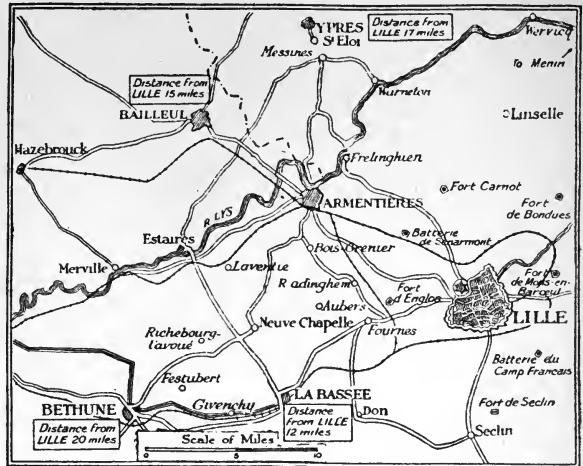 YPRES
St Eloi
Distance from
LILLE 17 miles
Wervicq
To Menin
Messines
Distance from
LILLE 15 miles
BAILLEUL
Warneton
Linselle
Hazebrouck
Frelinghien
Fort Carnot
Fort
de Bondues
R. LYS
ARMENTIÈRES
Batterie
de Senarmont
Estaires
Bois Grenier
Merville
Laventie
Radinghem
Fort
d'Englos
Fort
de Mons-en-
Barœul
LILLE
Aubers
Richebourg-
l'avoué
Neuve Chapelle
Fournes
Batterie du
Camp Français
Festubert
LA BASSEE
BETHUNE
Givenchy
Distance
from LILLE
12 miles
Don
Fort de Seclin
Seclin
Distance from
LILLE 20 miles
Scale of Miles
5
10